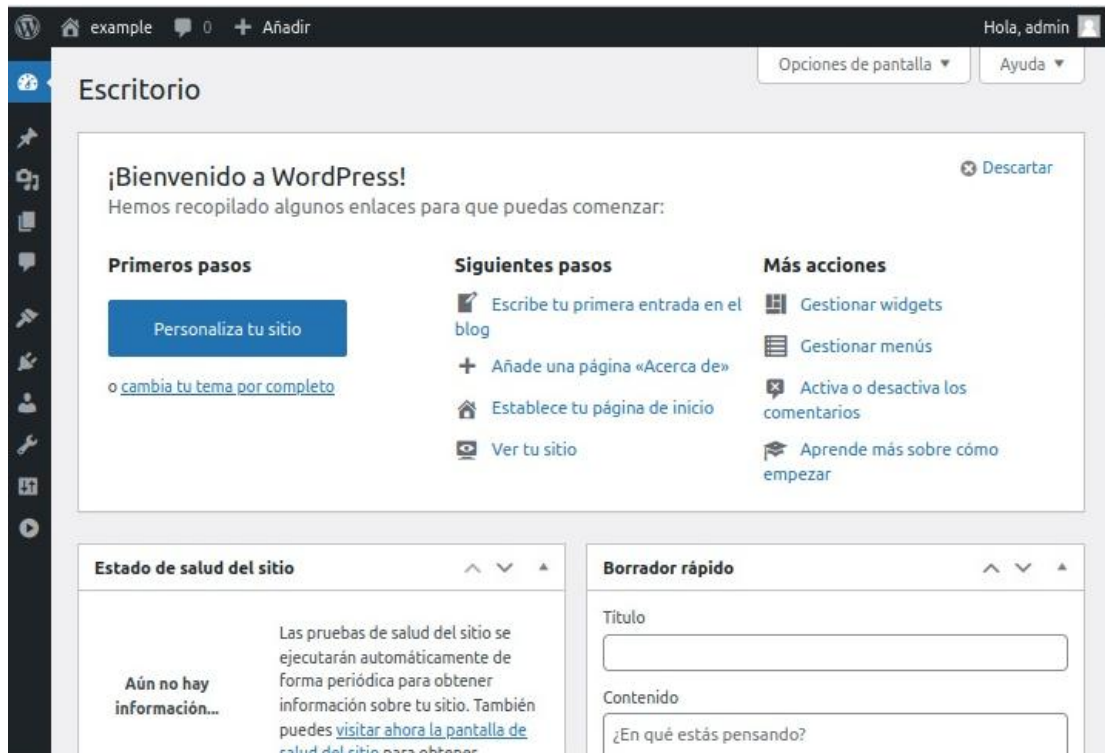 example 0 Añadir Hola, admin
Opciones de pantalla Ayuda
Escritorio
¡Bienvenido a WordPress!
Descartar
Hemos recopilado algunos enlaces para que puedas comenzar:
Primeros pasos
Personaliza tu sitio
o cambia tu tema por completo
Siguientes pasos
Escribe tu primera entrada en el
blog
Añade una página «Acerca de»
Establece tu página de inicio
Ver tu sitio
Más acciones
Gestionar widgets
Gestionar menús
Activa o desactiva los
comentarios
Aprende más sobre cómo
empezar
Estado de salud del sitio
Aún no hay
información...
Las pruebas de salud del sitio se
ejecutarán automáticamente de
forma periódica para obtener
información sobre tu sitio. También
puedes visitar ahora la pantalla de
salud del sitio para obtener
Borrador rápido
Título
Contenido
¿En qué estás pensando?